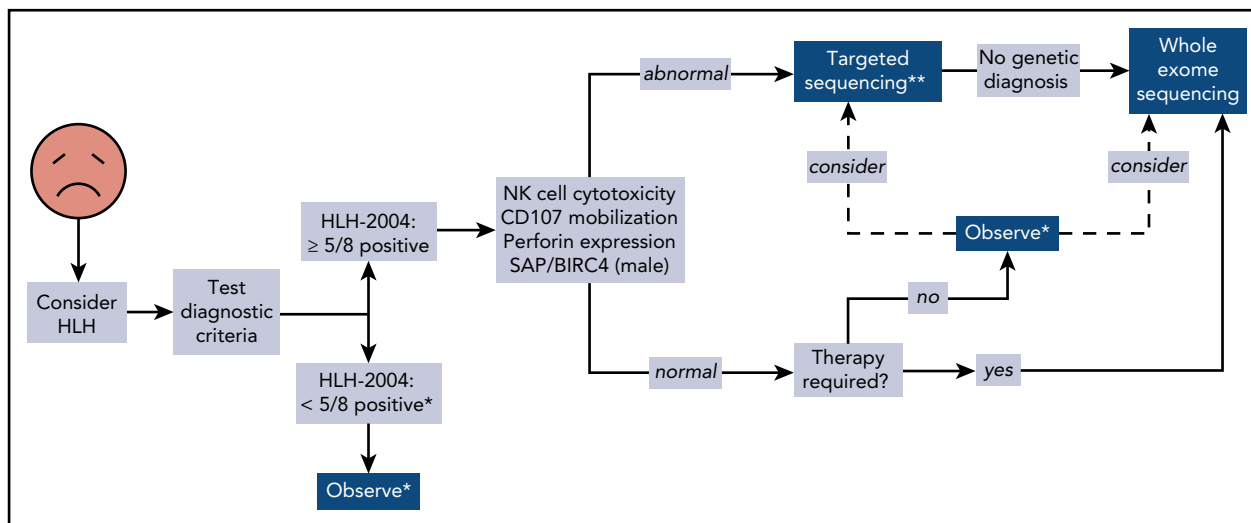 Consider
HLH
Test
diagnostic
criteria
HLH-2004:
≥ 5/8 positive
HLH-2004:
< 5/8 positive*
Observe*
NK cell cytotoxicity
CD107 mobilization
Perforin expression
SAP/BIRC4 (male)
abnormal
Targeted
sequencing**
No genetic
diagnosis
Whole
exome
sequencing
consider
consider
Observe*
no
normal
Therapy
required?
yes